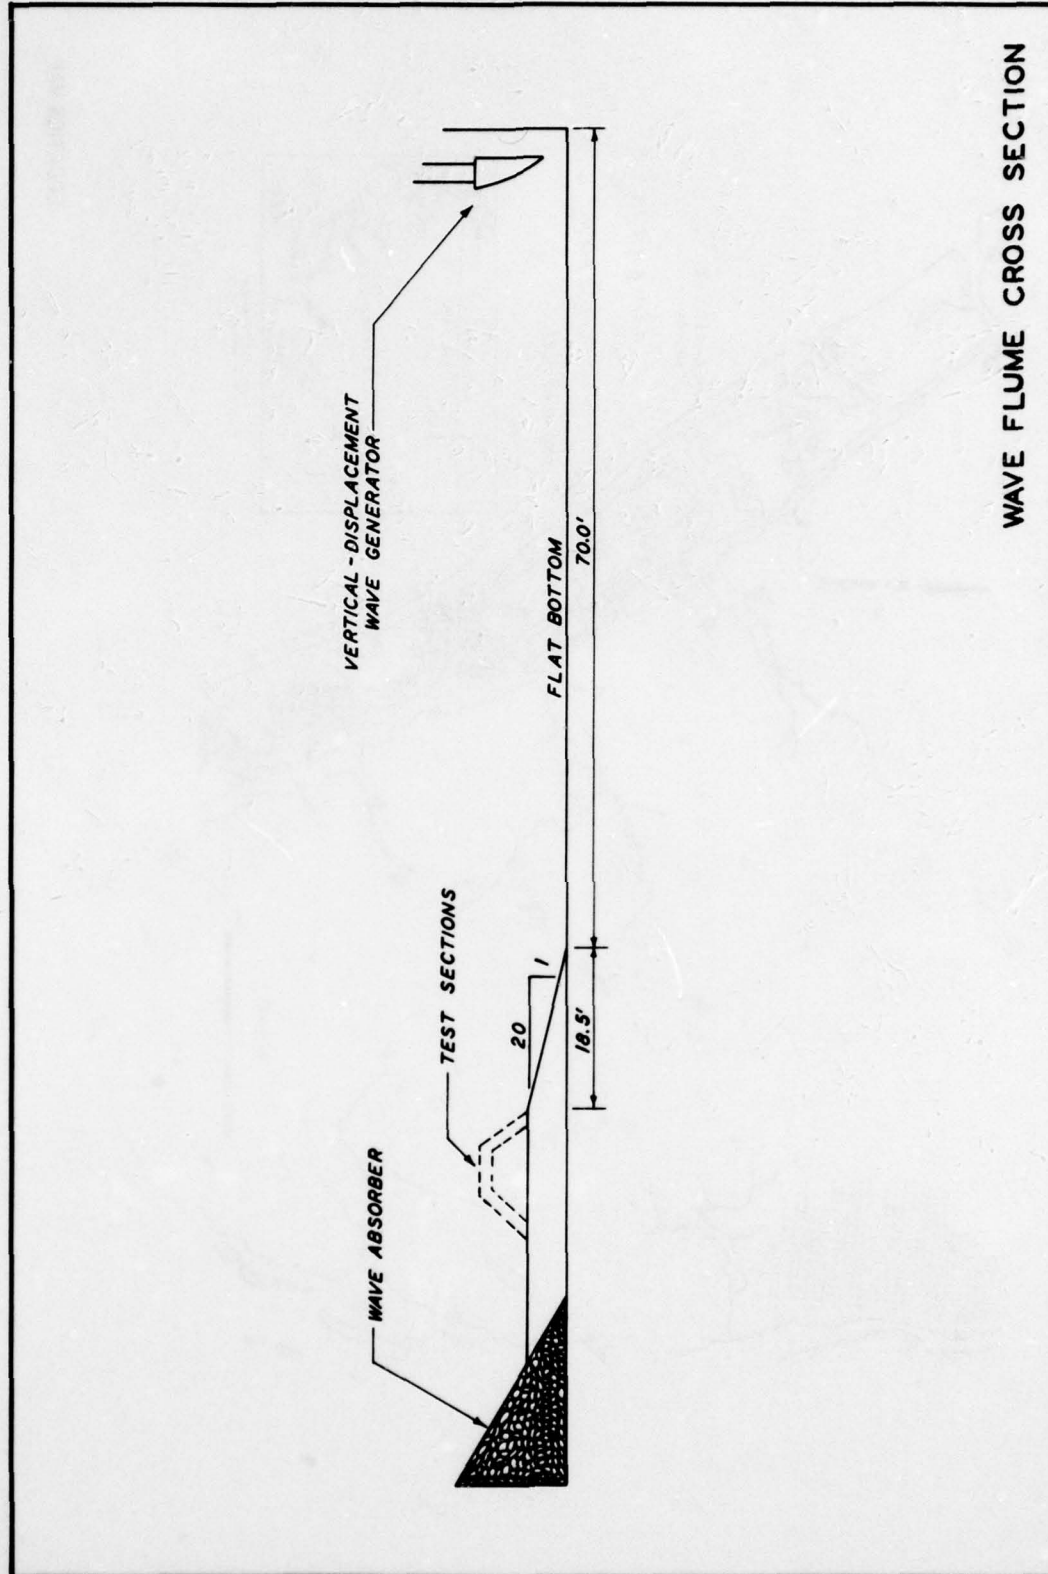 WAVE ABSORBER
TEST SECTIONS
VERTICAL-DISPLACEMENT
WAVE GENERATOR
20
1
FLAT BOTTOM
18.5'
70.0'
WAVE FLUME CROSS SECTION